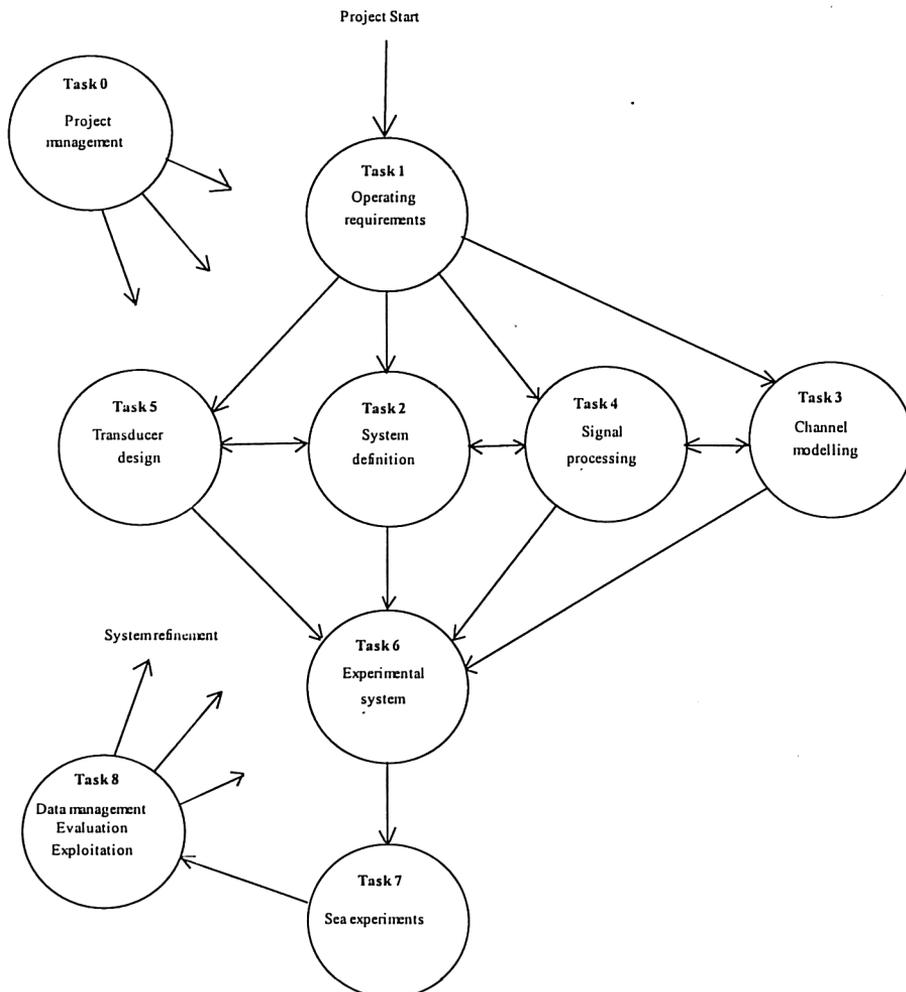 Project Start
Task 0
Project
management
Task 1
Operating
requirements
Task 5
Transducer
design
Task 2
System
definition
Task 4
Signal
processing
Task 3
Channel
modelling
System refinement
Task 6
Experimental
system
Task 8
Data management
Evaluation
Exploitation
Task 7
Sea experiments